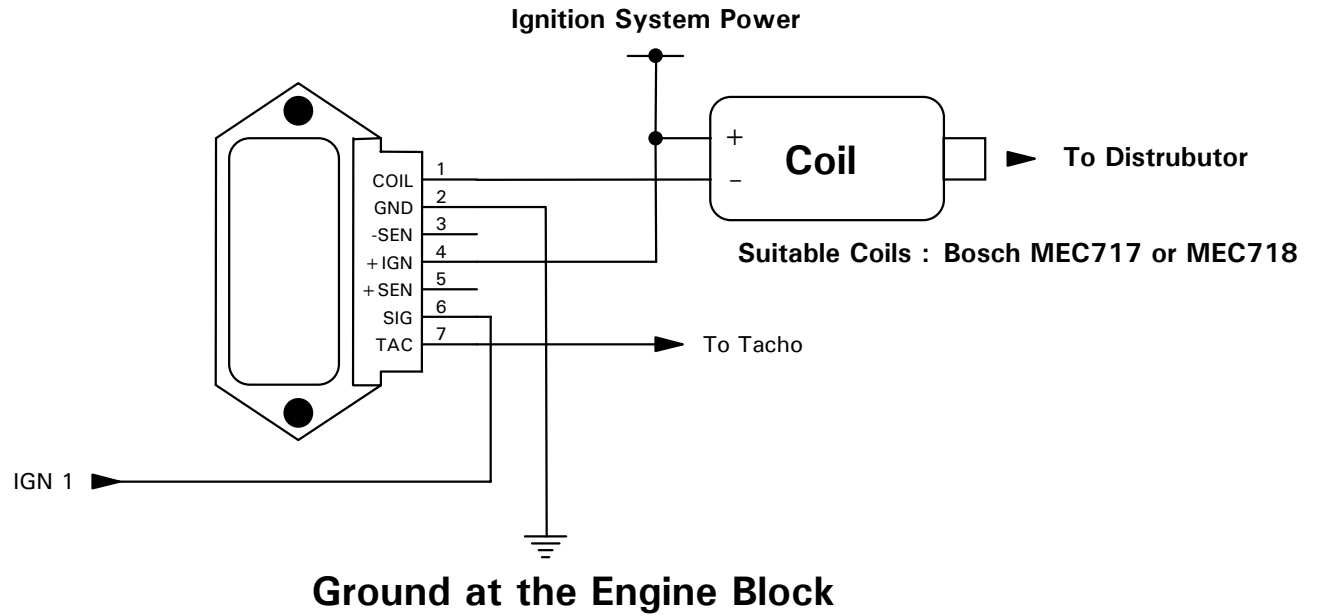 Ignition System Power
+
Coil
To Distrubutor
–
Suitable Coils : Bosch MEC717 or MEC718
COIL 1
GND 2
-SEN 3
+IGN 4
+SEN 5
SIG 6
TAC 7
To Tacho
IGN 1
Ground at the Engine Block